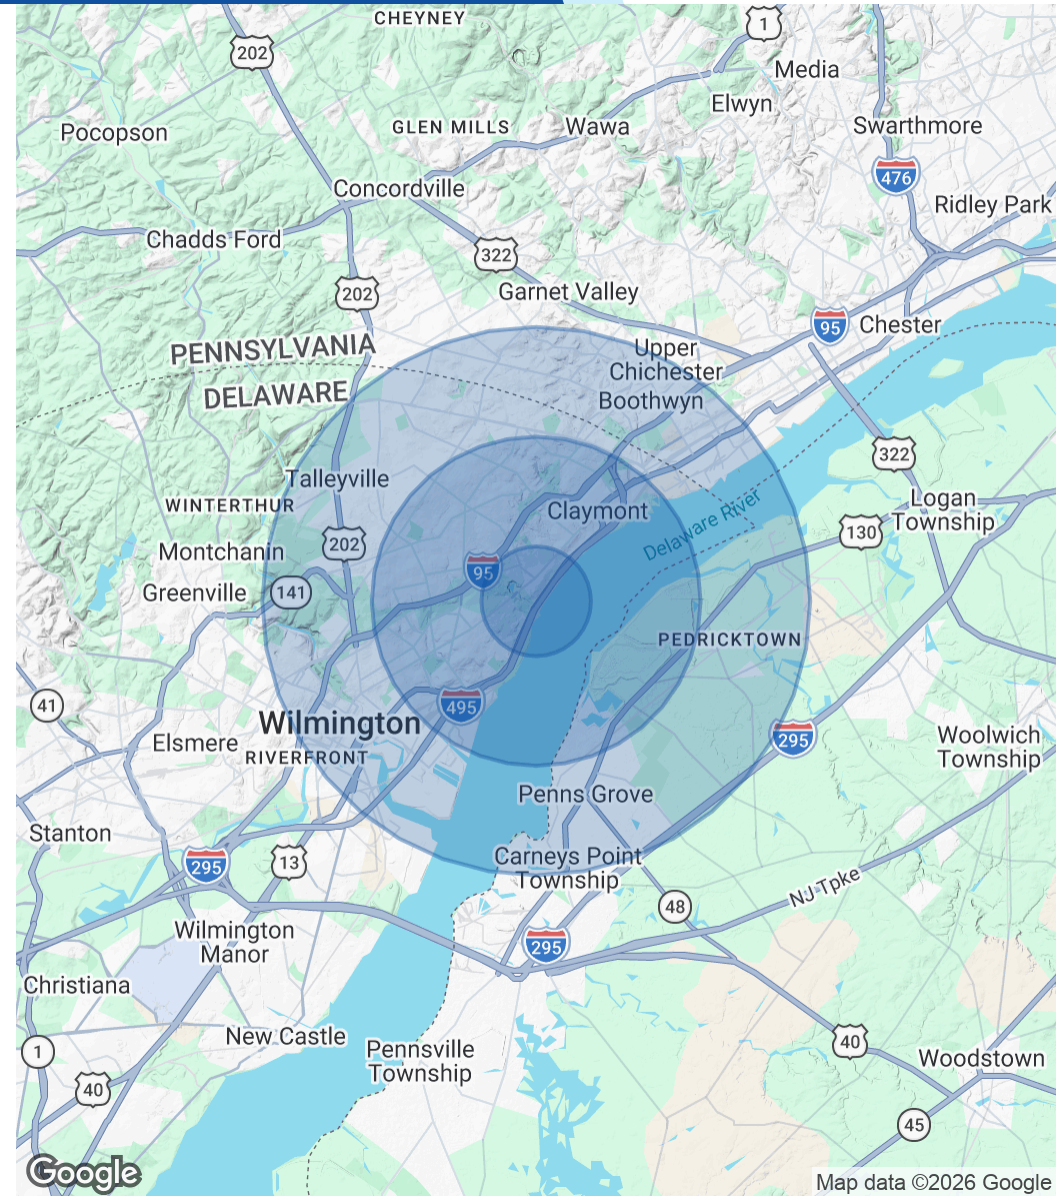 CHEYNEY
1
202
Media
Elwyn
Pocopson
GLEN MILLS
Wawa
Swarthmore
476
Concordville
Ridley Park
Chadds Ford
322
202
Garnet Valley
95
Chester
PENNSYLVANIA
Upper
Chichester
DELAWARE
Boothwyn
322
Talleyville
WINTERTHUR
Claymont
Delaware River
Logan
Township
202
130
Montchanin
95
Greenville
141
PEDRICKTOWN
41
495
Wilmington
295
Elsmere
RIVERFRONT
Woolwich
Township
Penns Grove
Stanton
295
13
Carneys Point
Township
NJ Tpke
48
Wilmington
Manor
295
Christiana
New Castle
Pennsville
Township
1
40
Woodstown
40
45
Google
Map data ©2026 Google